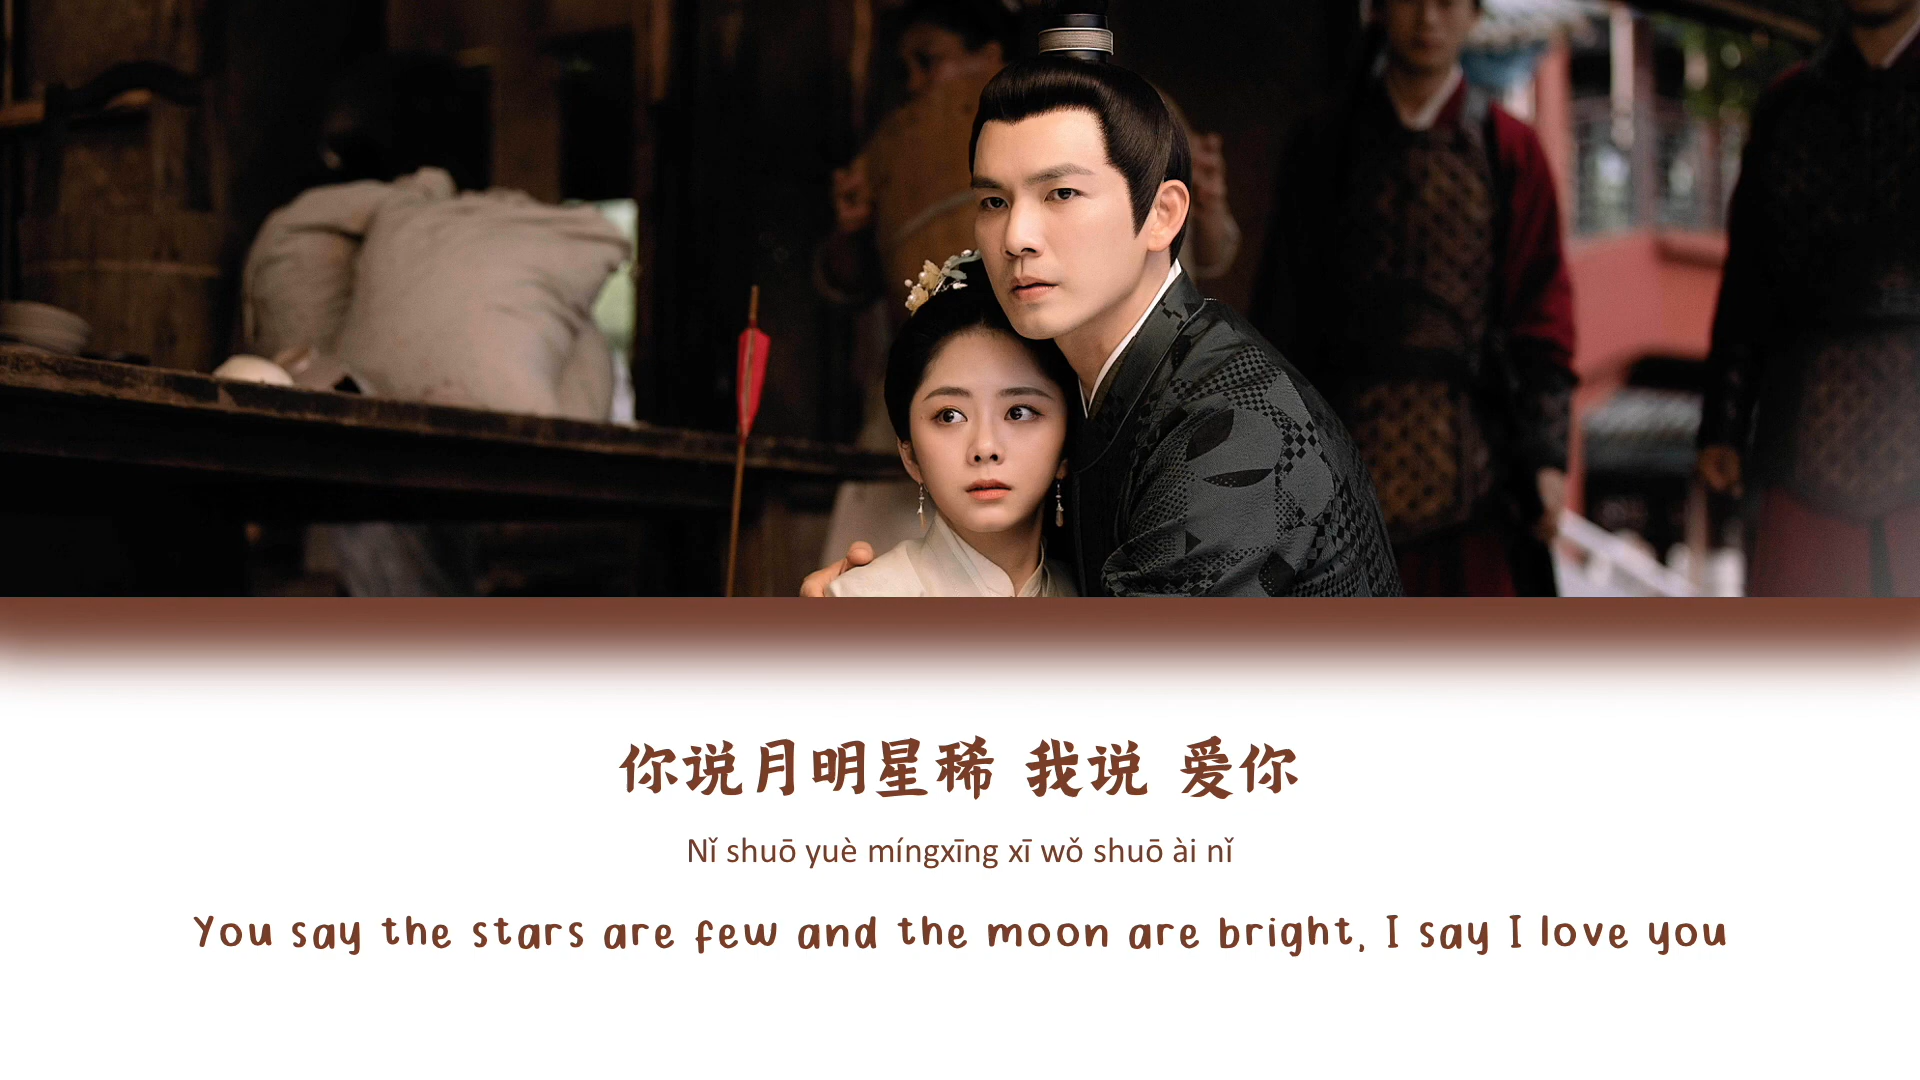 你说月明星稀 我说 爱你
Nǐ shuō yuè míngxīng xī wǒ shuō ài nǐ
You say the stars are few and the moon are bright, I say I love you